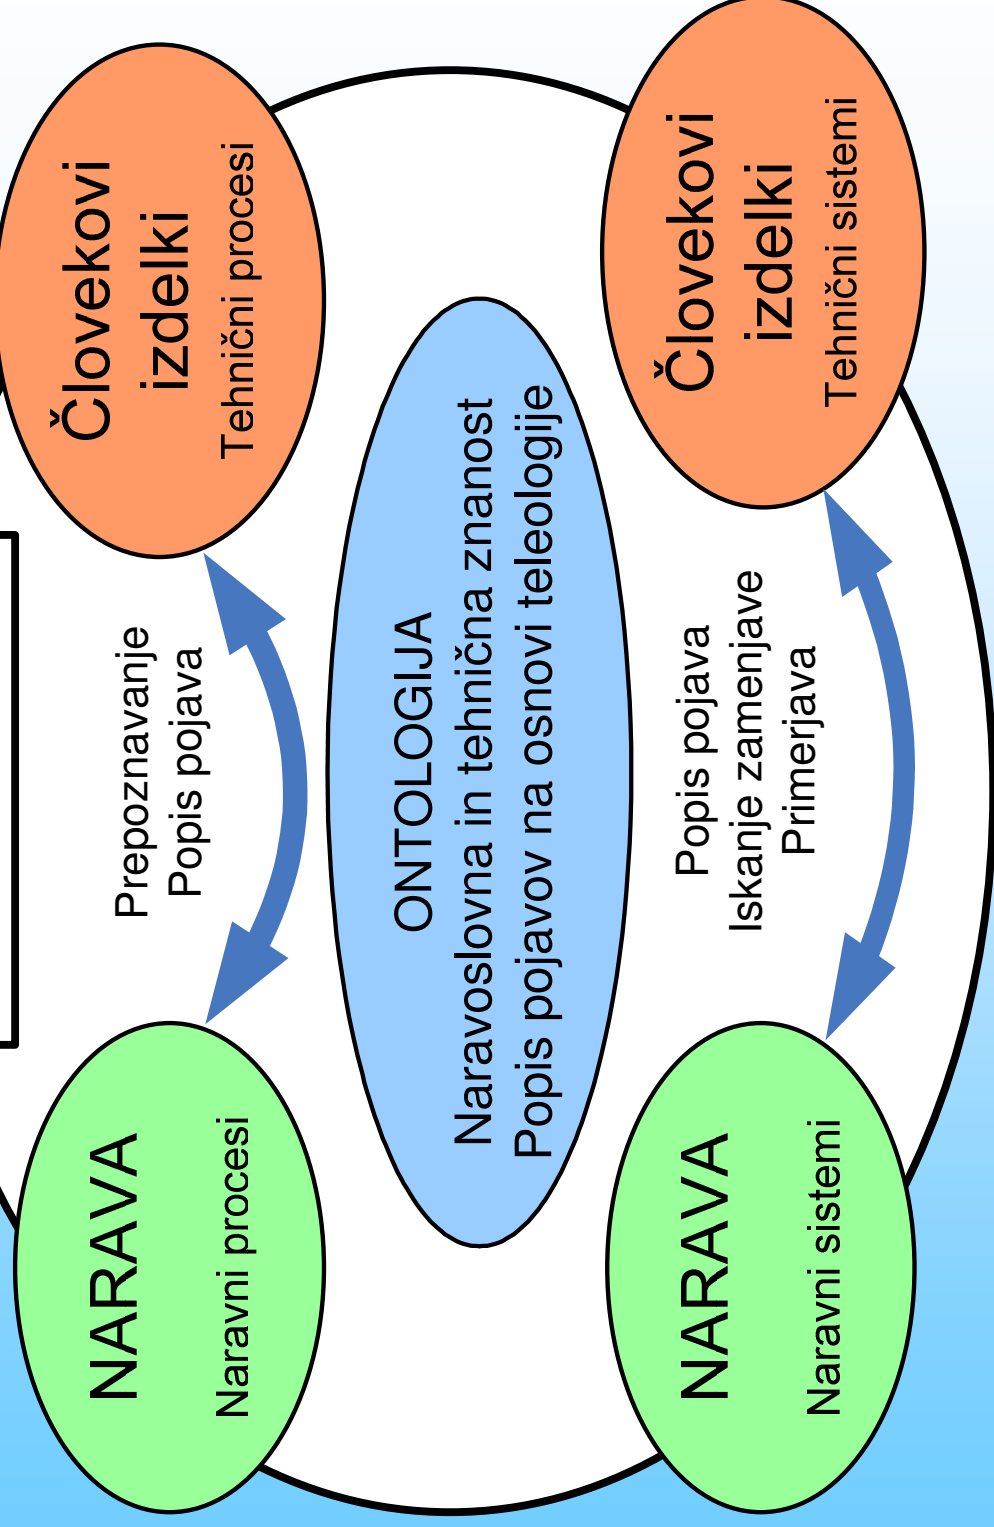 NARAVA
Naravni procesi
Prepoznavanje
Popis pojava
Človekovi
izdelki
Tehnični procesi
ONTOLOGIJA
Naravoslovna in tehnična znanost
Popis pojavov na osnovi teleologije
NARAVA
Naravni sistemi
Popis pojava
Iskanje zamenjave
Primerjava
Človekovi
izdelki
Tehnični sistemi